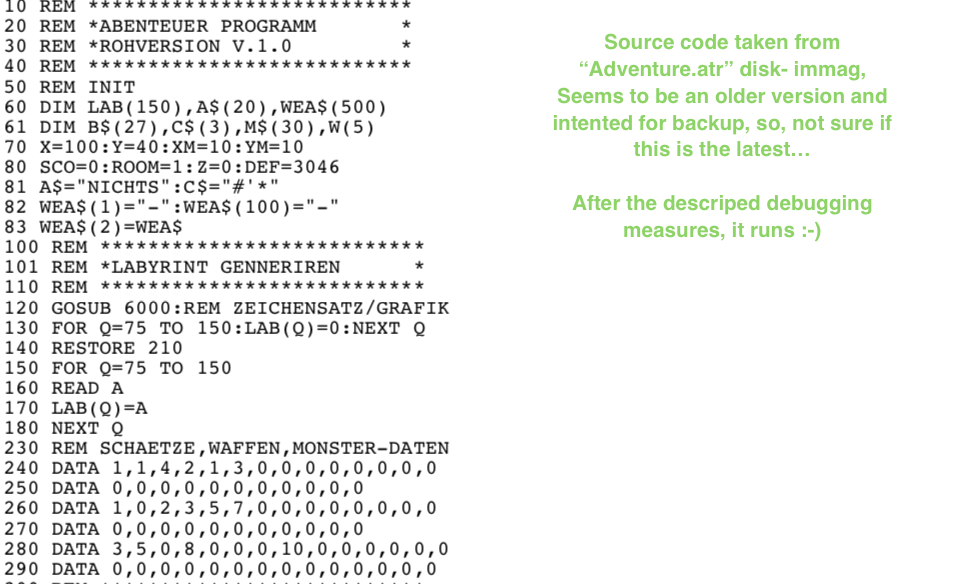 10 REM **************************
20 REM *ABENTEUER PROGRAMM       *
30 REM *ROHVERSION V.1.0         *
40 REM **************************
50 REM INIT
60 DIM LAB(150),A$(20),WEA$(500)
61 DIM B$(27),C$(3),M$(30),W(5)
70 X=100:Y=40:XM=10:YM=10
80 SCO=0:ROOM=1:Z=0:DEF=3046
81 A$="NICHTS":C$="#'*"
82 WEA$(1)="-":WEA$(100)="-"
83 WEA$(2)=WEA$
100 REM ***************************
101 REM *LABYRINT GENNERIREN      *
110 REM ***************************
120 GOSUB 6000:REM ZEICHENSATZ/GRAFIK
130 FOR Q=75 TO 150:LAB(Q)=0:NEXT Q
140 RESTORE 210
150 FOR Q=75 TO 150
160 READ A
170 LAB(Q)=A
180 NEXT Q
230 REM SCHAETZE,WAFFEN,MONSTER-DATEN
240 DATA 1,1,4,2,1,3,0,0,0,0,0,0,0,0
250 DATA 0,0,0,0,0,0,0,0,0,0,0
260 DATA 1,0,2,3,5,7,0,0,0,0,0,0,0,0
270 DATA 0,0,0,0,0,0,0,0,0,0,0
280 DATA 3,5,0,8,0,0,0,10,0,0,0,0,0,0
290 DATA 0,0,0,0,0,0,0,0,0,0,0,0,0,0
Source code taken from
“Adventure.atr” disk- immag,
Seems to be an older version and
intented for backup, so, not sure if
this is the latest…
After the descriped debugging
measures, it runs :-)